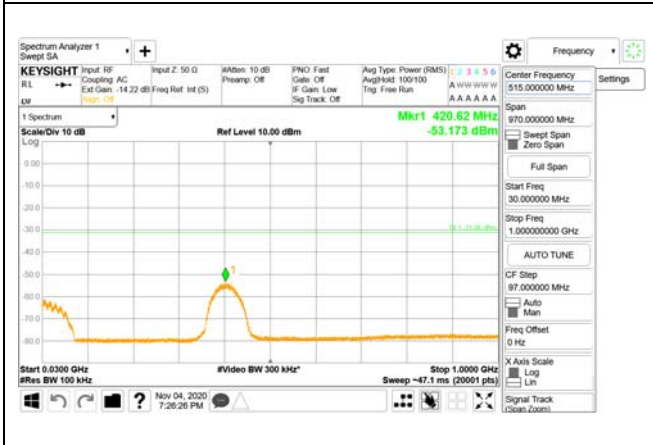 Spectrum Analyzer 1
Swept SA
Frequency
KEYSIGHT
Input: RF
Coupling: AC
Ext Gain: -14.22 dB
Align: Off
Input Z: 50 Ω
Freq Ref: Int (S)
#Atten: 10 dB
Preamp: Off
PNO: Fast
Gate: Off
IF Gain: Low
Sig Track: Off
Avg Type: Power (RMS)
Avg|Hold: 100/100
Trig: Free Run
1 2 3 4 5 6
A W W W W W
A A A A A A
RL
1 Spectrum
Scale/Div 10 dB
Log
Ref Level 10.00 dBm
Mkr1 420.62 MHz
-53.173 dBm
0.00
-10.0
-20.0
-30.0
-40.0
-50.0
-60.0
-70.0
-80.0
1
Start 0.0300 GHz
#Res BW 100 kHz
#Video BW 300 kHz*
Stop 1.0000 GHz
Sweep ~47.1 ms (20001 pts)
Nov 04, 2020
7:26:26 PM
Center Frequency
515.000000 MHz
Settings
Span
970.000000 MHz
Swept Span
Zero Span
Full Span
Start Freq
30.000000 MHz
Stop Freq
1.000000000 GHz
AUTO TUNE
CF Step
97.000000 MHz
Auto
Man
Freq Offset
0 Hz
X Axis Scale
Log
Lin
Signal Track
(Span Zoom)